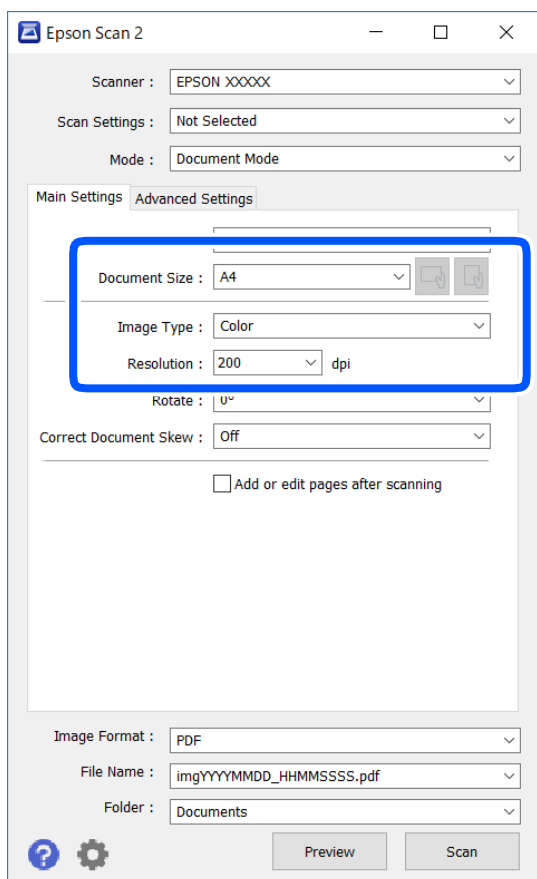 Epson Scan 2
Scanner : EPSON XXXXX
Scan Settings : Not Selected
Mode : Document Mode
Main Settings Advanced Settings
Document Size : A4
Image Type : Color
Resolution : 200 dpi
Rotate : 0°
Correct Document Skew : Off
Add or edit pages after scanning
Image Format : PDF
File Name : imgYYYYMMDD_HHMMSSSS.pdf
Folder : Documents
? Preview Scan